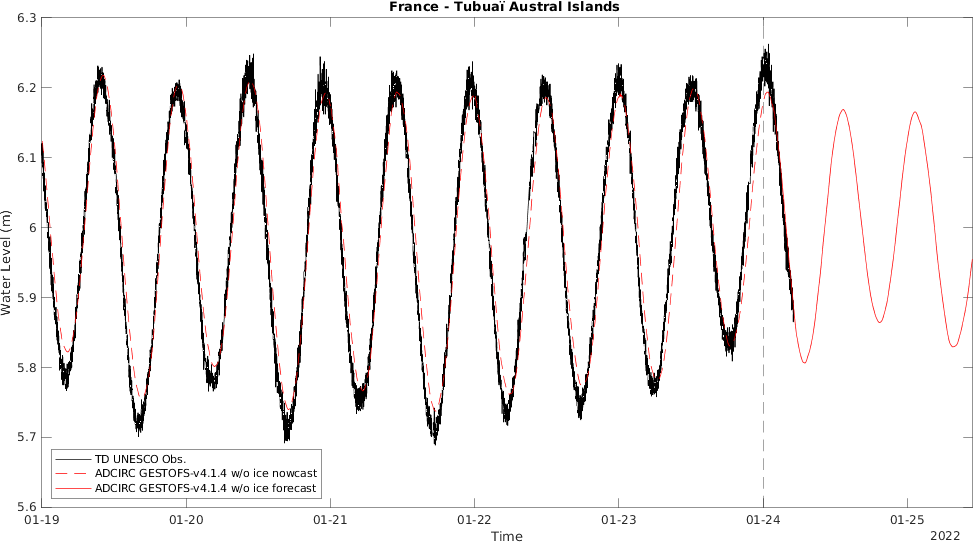 France - Tubuaï Austral Islands
6.3
6.2
6.1
6
5.9
5.8
5.7
5.6
Water Level (m)
TD UNESCO Obs.
ADCIRC GESTOFS-v4.1.4 w/o ice nowcast
ADCIRC GESTOFS-v4.1.4 w/o ice forecast
01-19 01-20 01-21 01-22 01-23 01-24 01-25
Time
2022